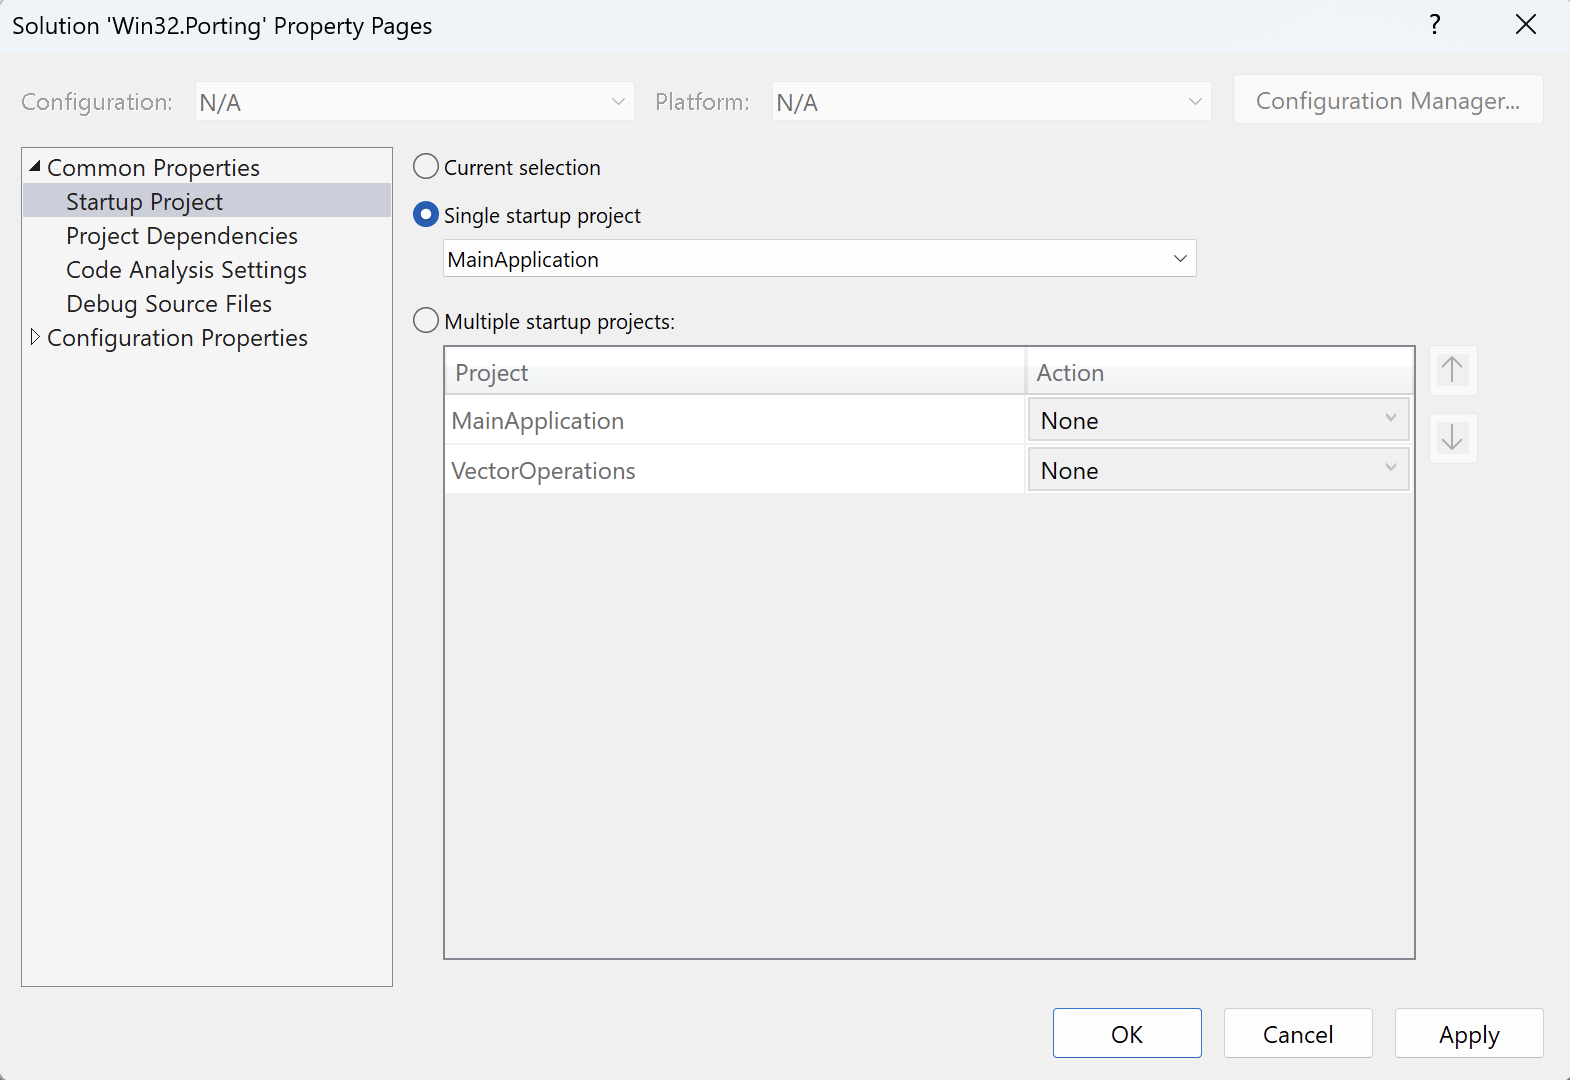 Solution 'Win32.Porting' Property Pages
?
Configuration: N/A Platform: N/A Configuration Manager...
Common Properties
Startup Project
Project Dependencies
Code Analysis Settings
Debug Source Files
Configuration Properties
Current selection
Single startup project
MainApplication
Multiple startup projects:
Project Action
MainApplication None
VectorOperations None
OK Cancel Apply